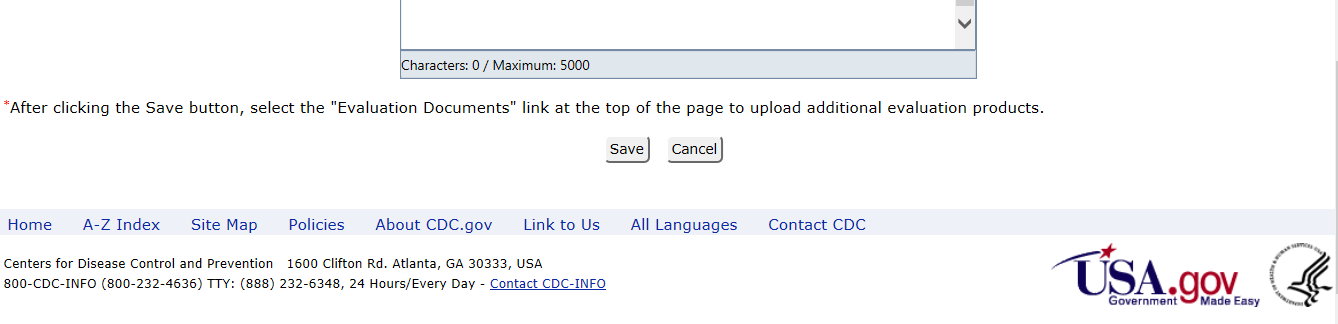 Characters: 0 / Maximum: 5000
*After clicking the Save button, select the "Evaluation Documents" link at the top of the page to upload additional evaluation products.
Save Cancel
Home A-Z Index Site Map Policies About CDC.gov Link to Us All Languages Contact CDC
Centers for Disease Control and Prevention 1600 Clifton Rd. Atlanta, GA 30333, USA
800-CDC-INFO (800-232-4636) TTY: (888) 232-6348, 24 Hours/Every Day - Contact CDC-INFO
USA.gov
Government Made Easy